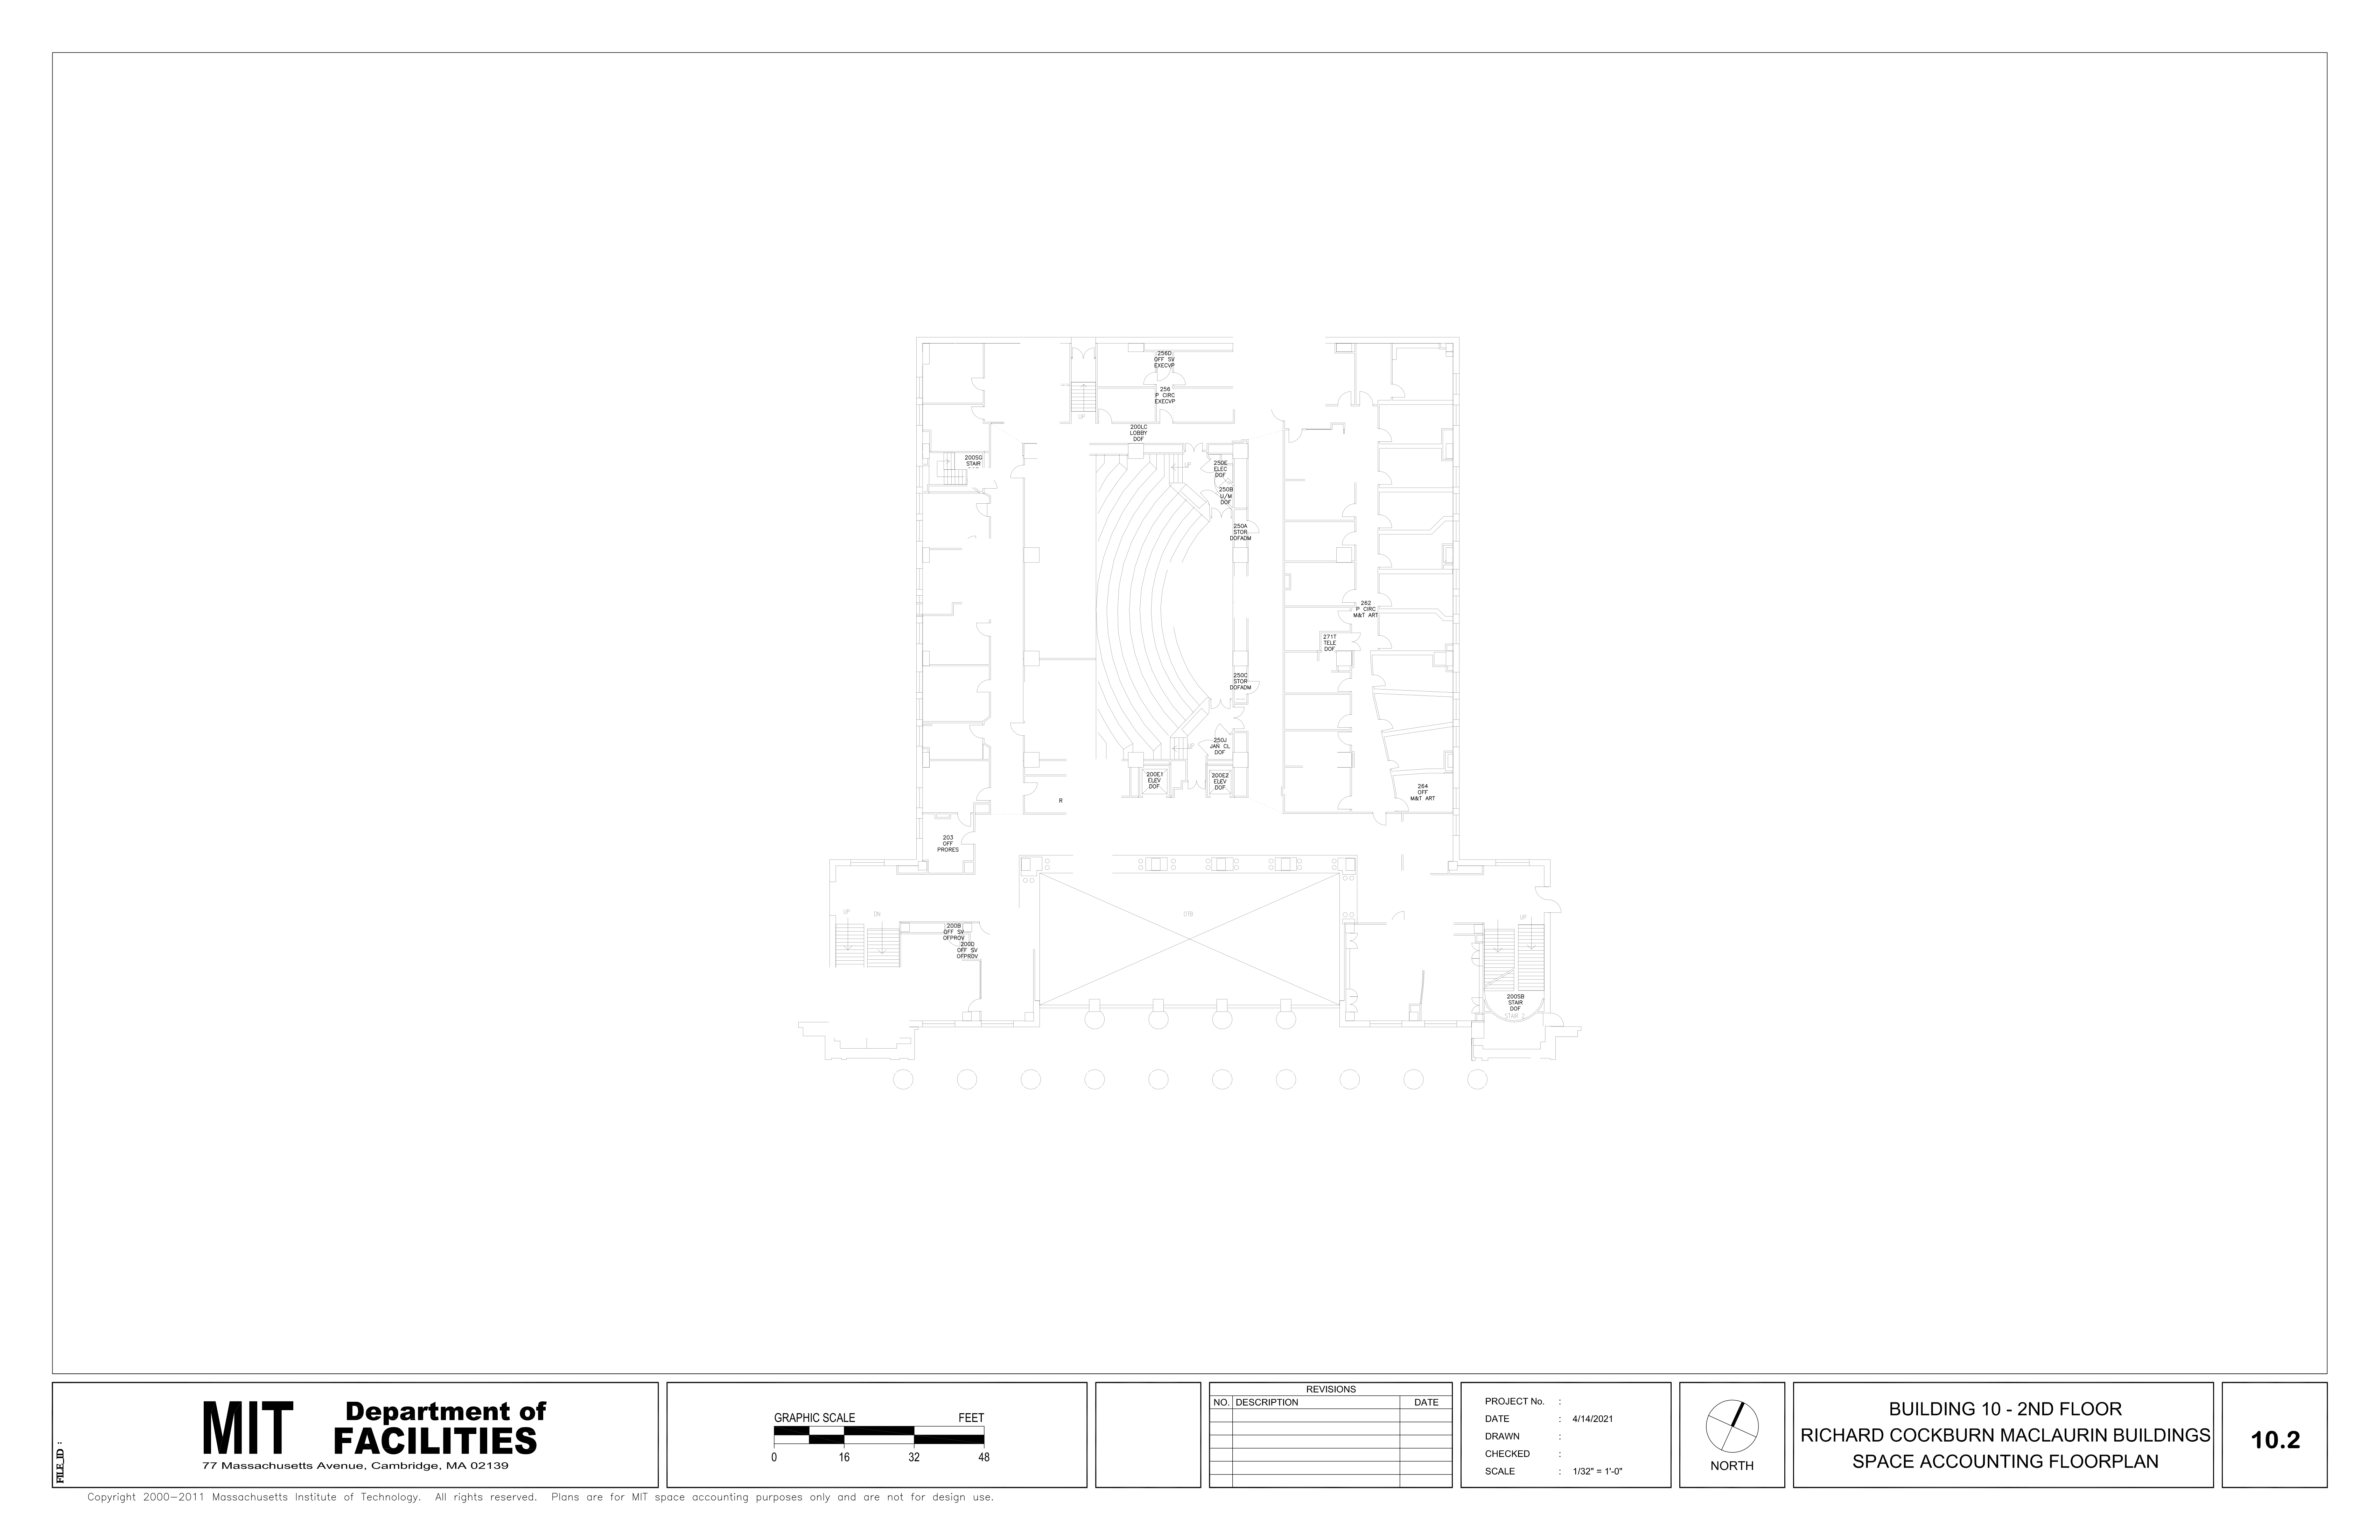 256D
OFF SV
EXECVP
256
P CIRC
EXECVP
UP
200LC
LOBBY
DOF
200SG
STAIR
UP
250E
ELEC
DOF
250B
U/M
DOF
250A
STOR
DOFADM
262
P CIRC
M&T ART
271T
TELE
DOF
250C
STOR
DOFADM
250J
JAN CL
DOF
UP
200E1
ELEV
DOF
200E2
ELEV
DOF
264
OFF
M&T ART
R
203
OFF
PRORES
UP
DN
OTB
UP
200B
OFF SV
OFPROV
200D
OFF SV
OFPROV
200SB
STAIR
DOF
STAIR 2
FILE_ID :
MIT
Department of
FACILITIES
77 Massachusetts Avenue, Cambridge, MA 02139
GRAPHIC SCALE FEET
0 16 32 48
REVISIONS
NO. DESCRIPTION DATE
PROJECT No. :
DATE : 4/14/2021
DRAWN :
CHECKED :
SCALE : 1/32" = 1'-0"
NORTH
BUILDING 10 - 2ND FLOOR
RICHARD COCKBURN MACLAURIN BUILDINGS
SPACE ACCOUNTING FLOORPLAN
10.2
Copyright 2000-2011 Massachusetts Institute of Technology. All rights reserved. Plans are for MIT space accounting purposes only and are not for design use.